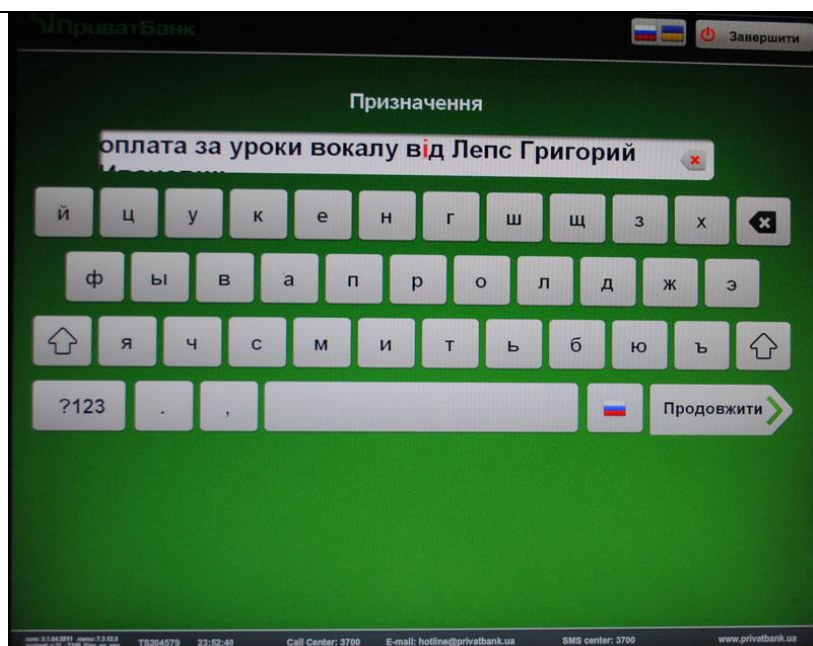 ПриватБанк
Завершити
Призначення
оплата за уроки вокалу від Лепс Григорий
й ц у к е н г ш щ з х
ф ы в а п р о л д ж э
я ч с м и т ь б ю ъ
?123 . , Продовжити
TS204579 23:52:40 Call Center: 3700 E-mail: hotline@privatbank.ua SMS center: 3700 www.privatbank.ua